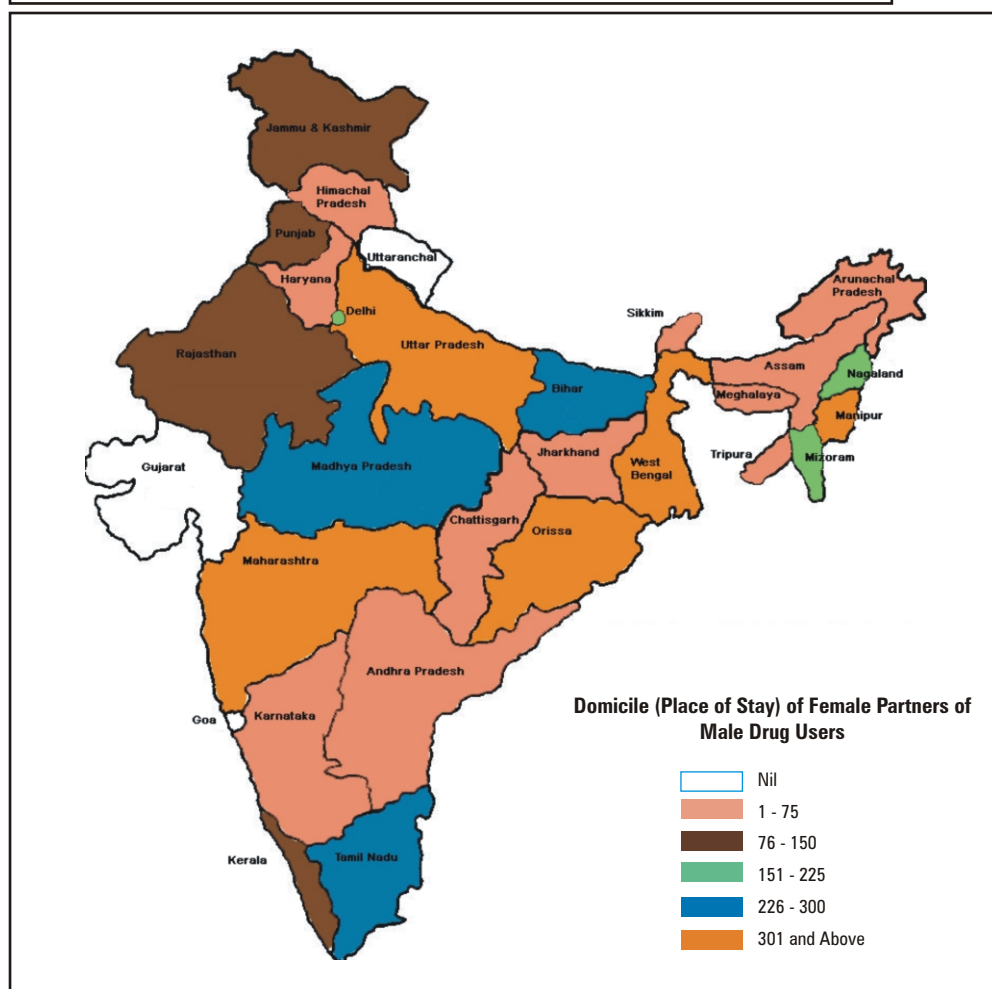 Jammu & Kashmir
Himachal
Pradesh
Punjab
Uttaranchal
Haryana
Arunachal
Pradesh
Delhi
Sikkim
Rajasthan
Uttar Pradesh
Assam
Nagaland
Bihar
Meghalaya
Manipur
Gujarat
Madhya Pradesh
Jharkhand
West
Bengal
Tripura
Mizoram
Chattisgarh
Orissa
Maharashtra
Andhra Pradesh
Goa
Karnataka
Kerala
Tamil Nadu
Domicile (Place of Stay) of Female Partners of
Male Drug Users
Nil
1 - 75
76 - 150
151 - 225
226 - 300
301 and Above